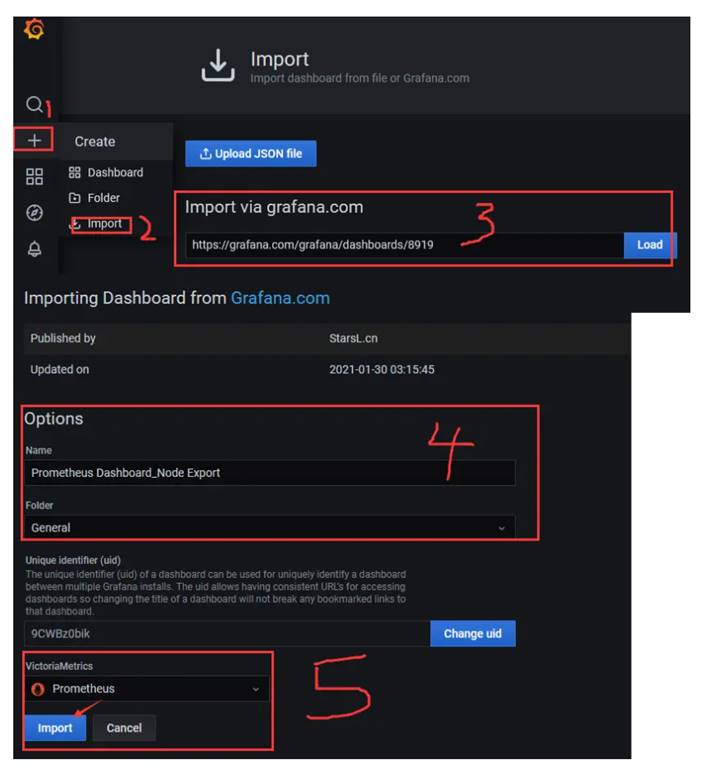 Import
Import dashboard from file or Grafana.com
1
Create
Upload JSON file
Dashboard
Folder
Import via grafana.com
3
Import
2
https://grafana.com/grafana/dashboards/8919
Load
Importing Dashboard from Grafana.com
Published by
StarsL.cn
Updated on
2021-01-30 03:15:45
Options
4
Name
Prometheus Dashboard_Node Export
Folder
General
Unique identifier (uid)
The unique identifier (uid) of a dashboard can be used for uniquely identify a dashboard
between multiple Grafana installs. The uid allows having consistent URL's for accessing
dashboards so changing the title of a dashboard will not break any bookmarked links to
that dashboard.
9CWBz0bik
Change uid
VictoriaMetrics
5
Prometheus
Import
Cancel